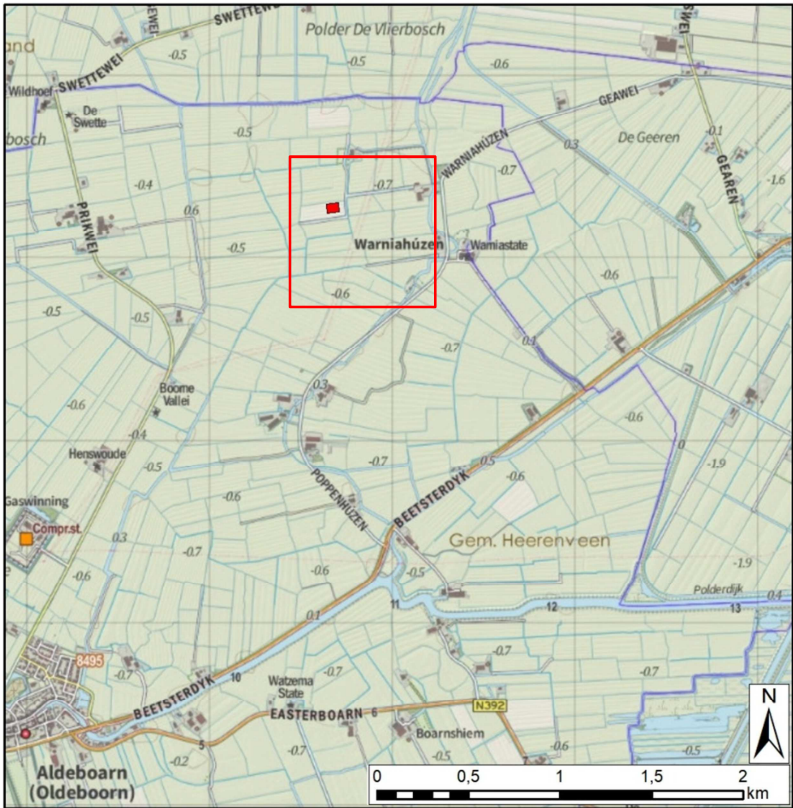 SWETTEWEI
SWETTEWEI
Polder De Vlierbosch
-0.5
-0.6
Wildhoef
De
Swette
GEAWEI
De Geeren
-0.5
0.3
-0.1
-1.6
WARNIAHÚZEN
-0.7
-0.7
GEAREN
-0.4
0.6
PRIKWEI
-0.5
Warniahúzen
Warniastate
-0.6
-0.6
-0.5
-0.5
-0.7
0.1
Boorne
Vallei
0.3
-0.6
-0.4
-0.6
Henswoude
-0.5
-0.7
0.5
-0.6
0
-1.9
-0.6
POPPENHÚZEN
BEETSTERDYK
Gaswinning
Compr.st.
-0.7
Gem. Heerenveen
-0.6
-0.6
-0.5
-1.9
Polderdijk
0.4
0.1
11
12
13
8495
-0.7
10
-0.7
-0.7
BEETSTERDYK
Watzema
State
N392
EASTERBOARN
6
5
-0.2
-0.7
Boarnshiem
7
-0.6
-0.5
N
Aldeboarn
(Oldeboorn)
0 0,5 1 1,5 2
km